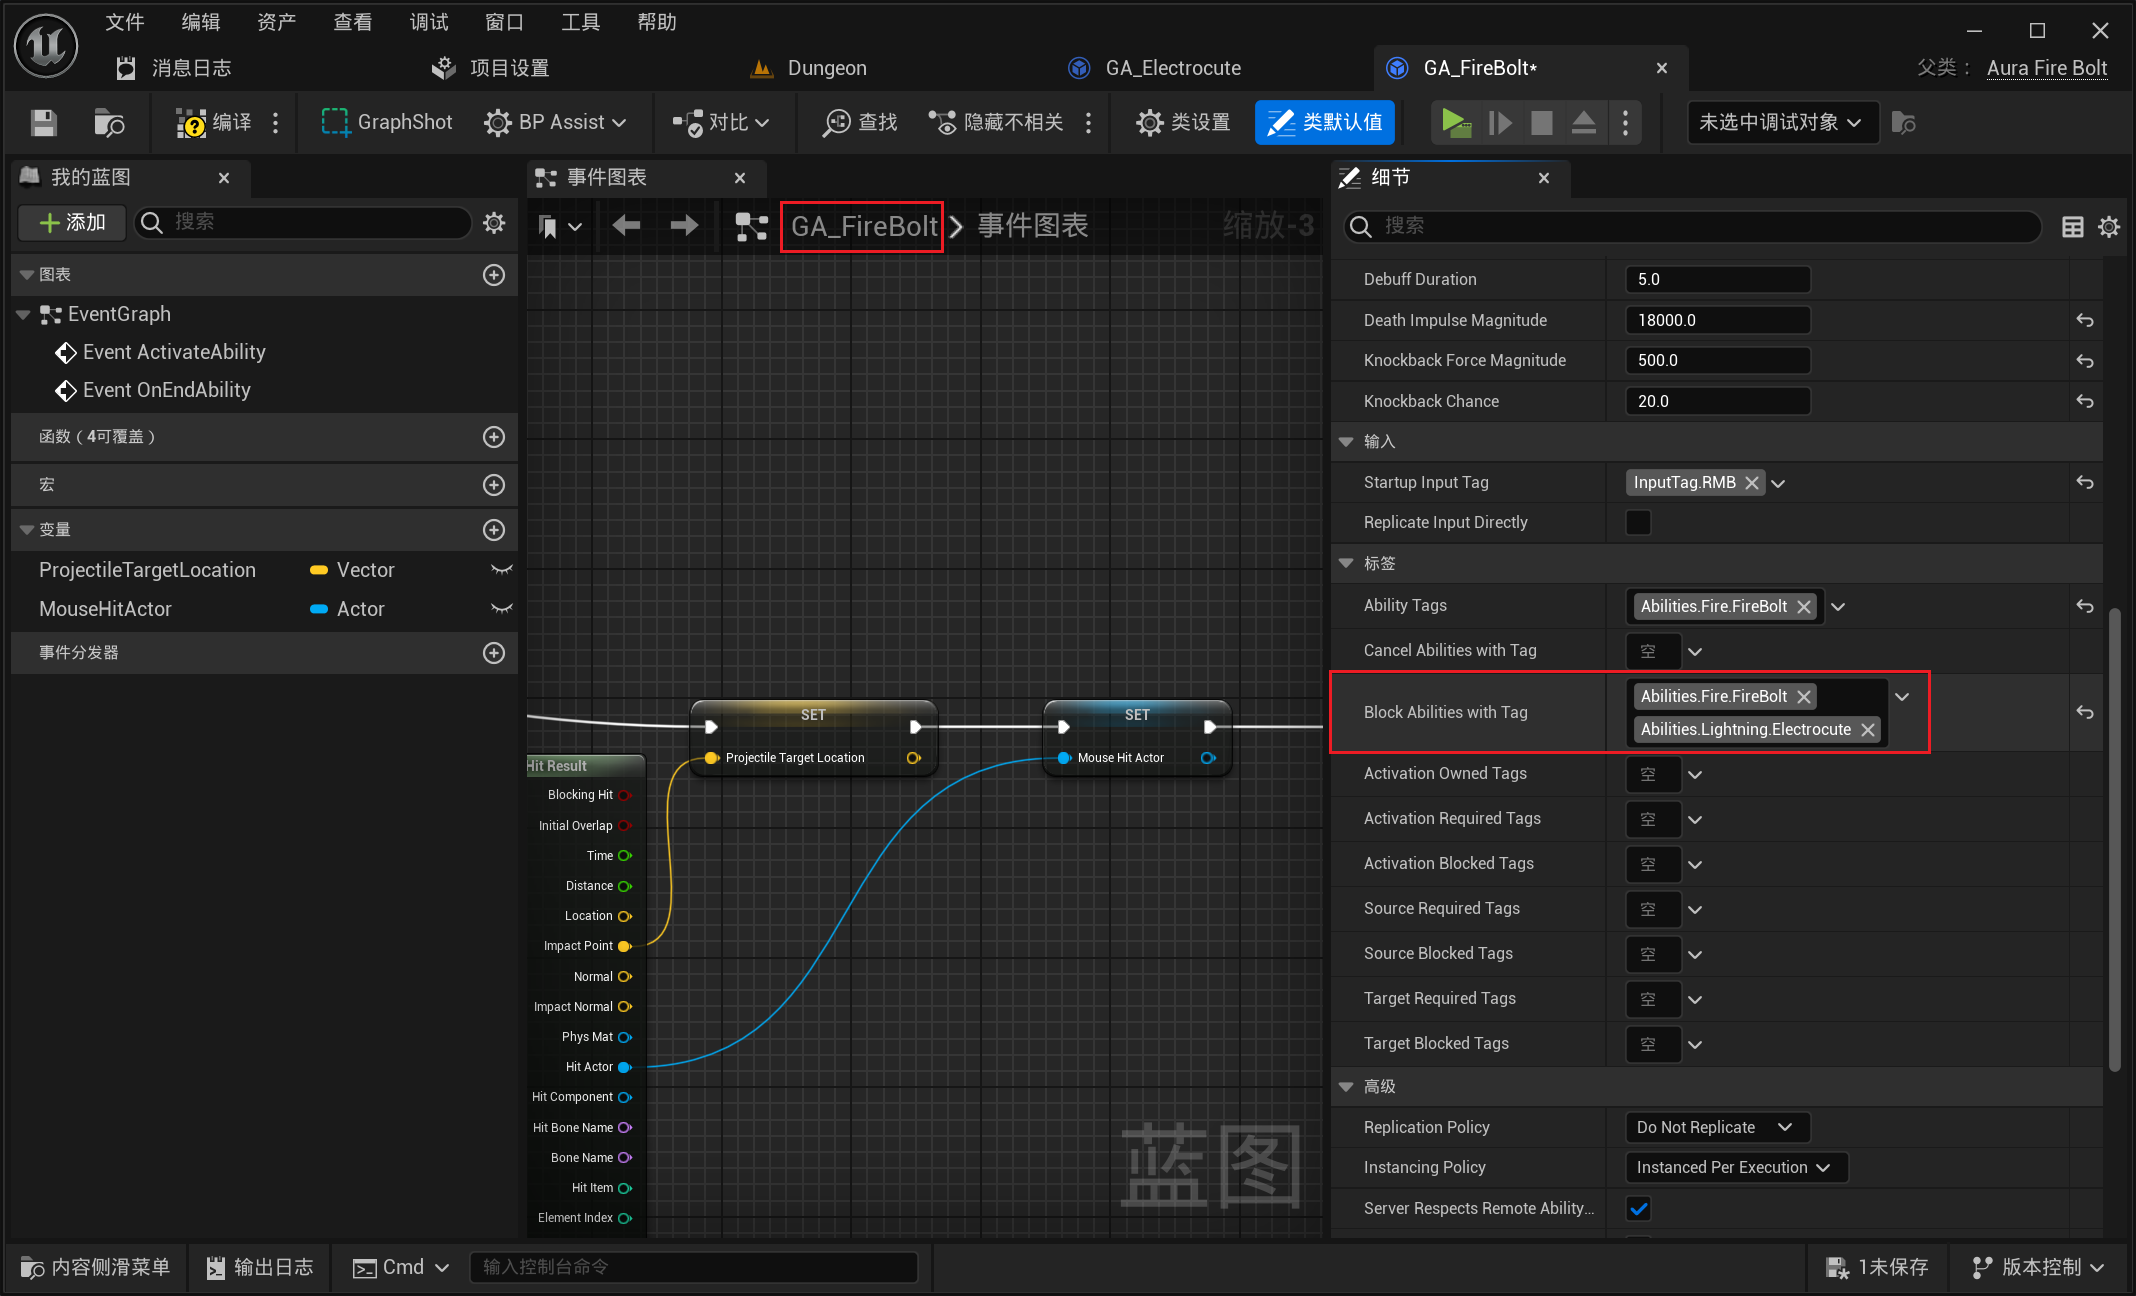 文件 编辑 资产 查看 调试 窗口 工具 帮助
消息日志 项目设置 Dungeon GA_Electrocute GA_FireBolt* 父类： Aura Fire Bolt
编译 GraphShot BP Assist 对比 查找 隐藏不相关 类设置 类默认值 未选中调试对象
我的蓝图
添加 搜索
图表
EventGraph
Event ActivateAbility
Event OnEndAbility
函数（4可覆盖）
宏
变量
ProjectileTargetLocation Vector
MouseHitActor Actor
事件分发器
事件图表
GA_FireBolt 事件图表 缩放-3
SET
Projectile Target Location
SET
Mouse Hit Actor
Hit Result
Blocking Hit
Initial Overlap
Time
Distance
Location
Impact Point
Normal
Impact Normal
Phys Mat
Hit Actor
Hit Component
Hit Bone Name
Bone Name
Hit Item
Element Index
蓝图
细节
搜索
Debuff Duration 5.0
Death Impulse Magnitude 18000.0
Knockback Force Magnitude 500.0
Knockback Chance 20.0
输入
Startup Input Tag InputTag.RMB
Replicate Input Directly
标签
Ability Tags Abilities.Fire.FireBolt
Cancel Abilities with Tag 空
Block Abilities with Tag Abilities.Fire.FireBolt
Abilities.Lightning.Electrocute
Activation Owned Tags 空
Activation Required Tags 空
Activation Blocked Tags 空
Source Required Tags 空
Source Blocked Tags 空
Target Required Tags 空
Target Blocked Tags 空
高级
Replication Policy Do Not Replicate
Instancing Policy Instanced Per Execution
Server Respects Remote Ability...
内容侧滑菜单 输出日志 Cmd 输入控制台命令 1未保存 版本控制